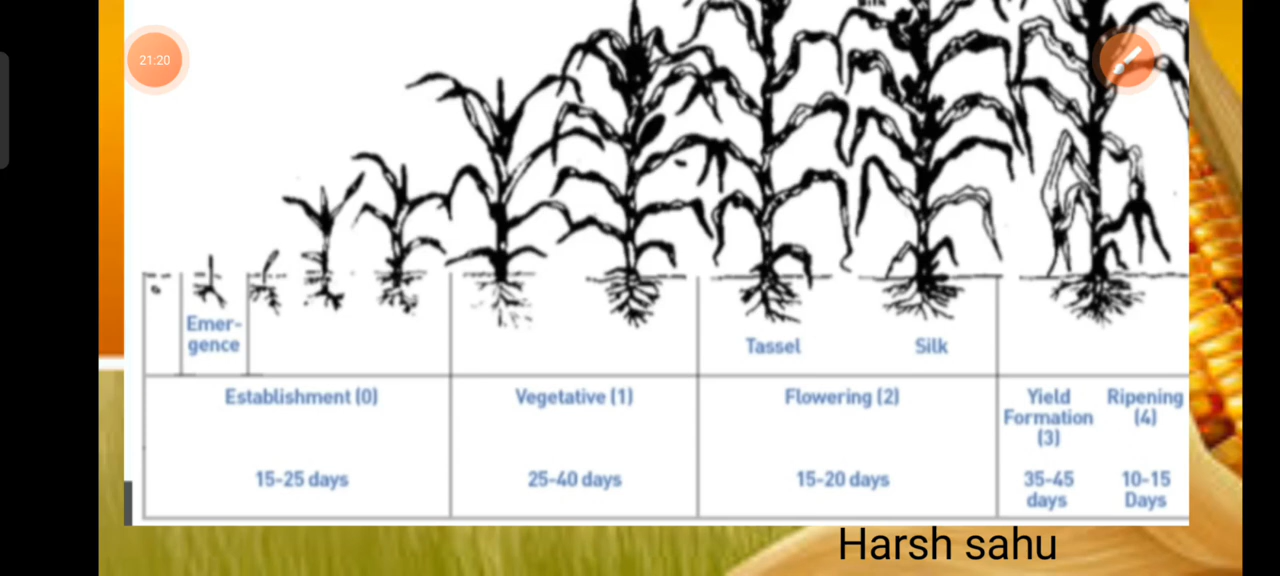 21:20
Emer-
gence
Tassel
Silk
Establishment (0)
Vegetative (1)
Flowering (2)
Yield
Formation
(3)
Ripening
(4)
15-25 days
25-40 days
15-20 days
35-45
days
10-15
Days
Harsh sahu